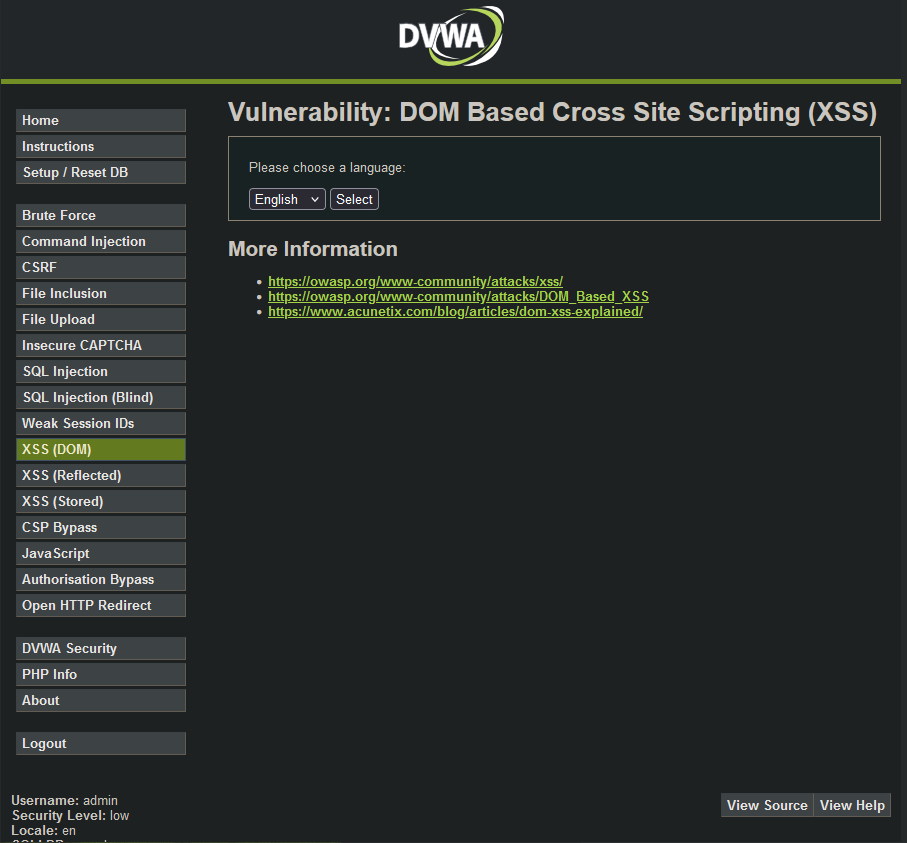 DVWA
Home
Instructions
Setup / Reset DB
Brute Force
Command Injection
CSRF
File Inclusion
File Upload
Insecure CAPTCHA
SQL Injection
SQL Injection (Blind)
Weak Session IDs
XSS (DOM)
XSS (Reflected)
XSS (Stored)
CSP Bypass
JavaScript
Authorisation Bypass
Open HTTP Redirect
DVWA Security
PHP Info
About
Logout
Vulnerability: DOM Based Cross Site Scripting (XSS)
Please choose a language:
English Select
More Information
https://owasp.org/www-community/attacks/xss/
https://owasp.org/www-community/attacks/DOM_Based_XSS
https://www.acunetix.com/blog/articles/dom-xss-explained/
Username: admin
Security Level: low
Locale: en
View Source View Help